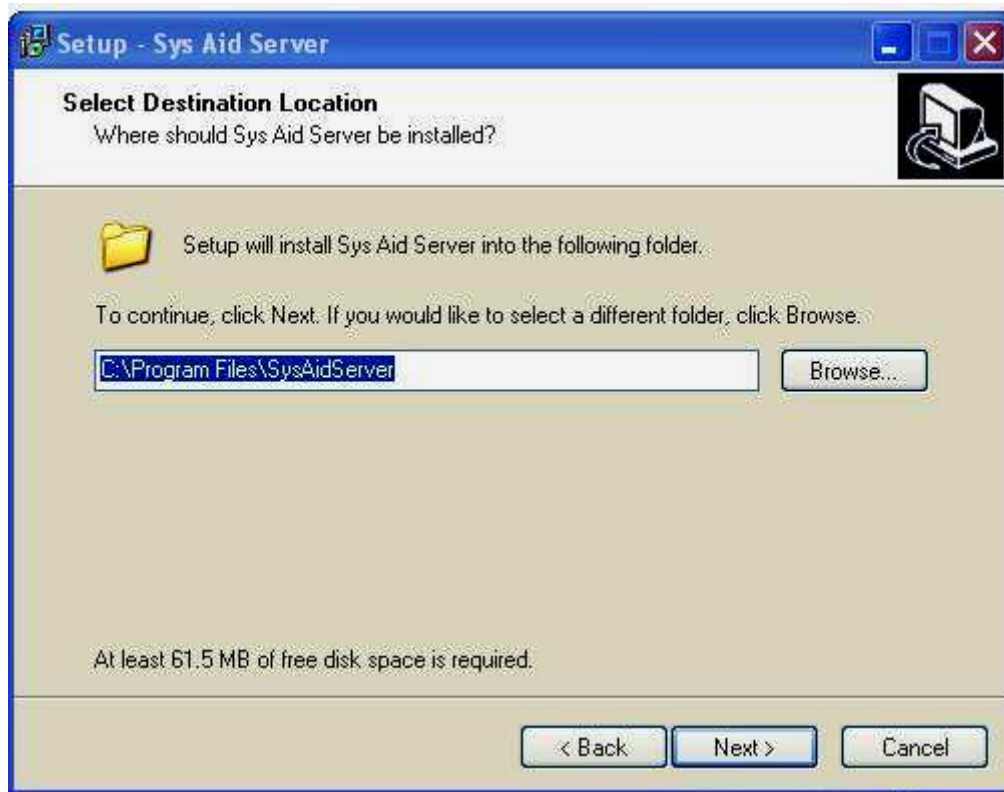 Setup - Sys Aid Server
Select Destination Location
Where should Sys Aid Server be installed?
Setup will install Sys Aid Server into the following folder.
To continue, click Next. If you would like to select a different folder, click Browse.
C:\Program Files\SysAidServer
Browse...
At least 61.5 MB of free disk space is required.
< Back
Next >
Cancel